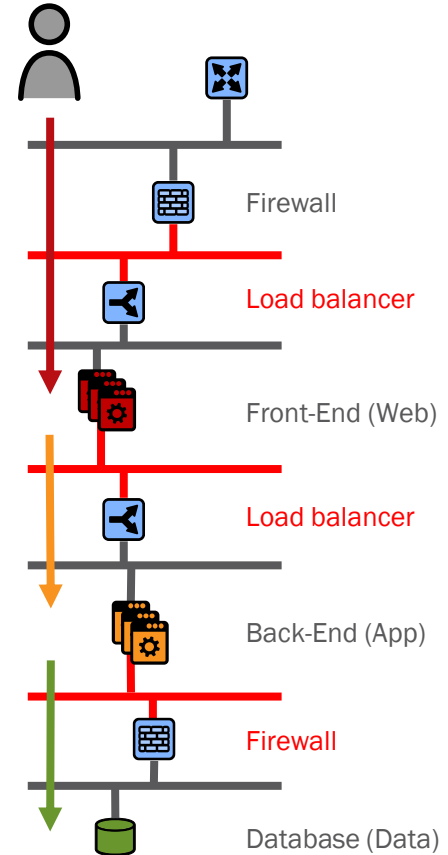 Firewall
Load balancer
Front-End (Web)
Load balancer
Back-End (App)
Firewall
Database (Data)